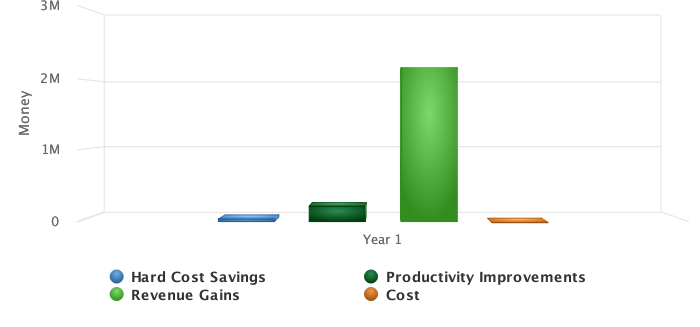 3M
2M
Money
1M
0
Year 1
Hard Cost Savings
Productivity Improvements
Revenue Gains
Cost